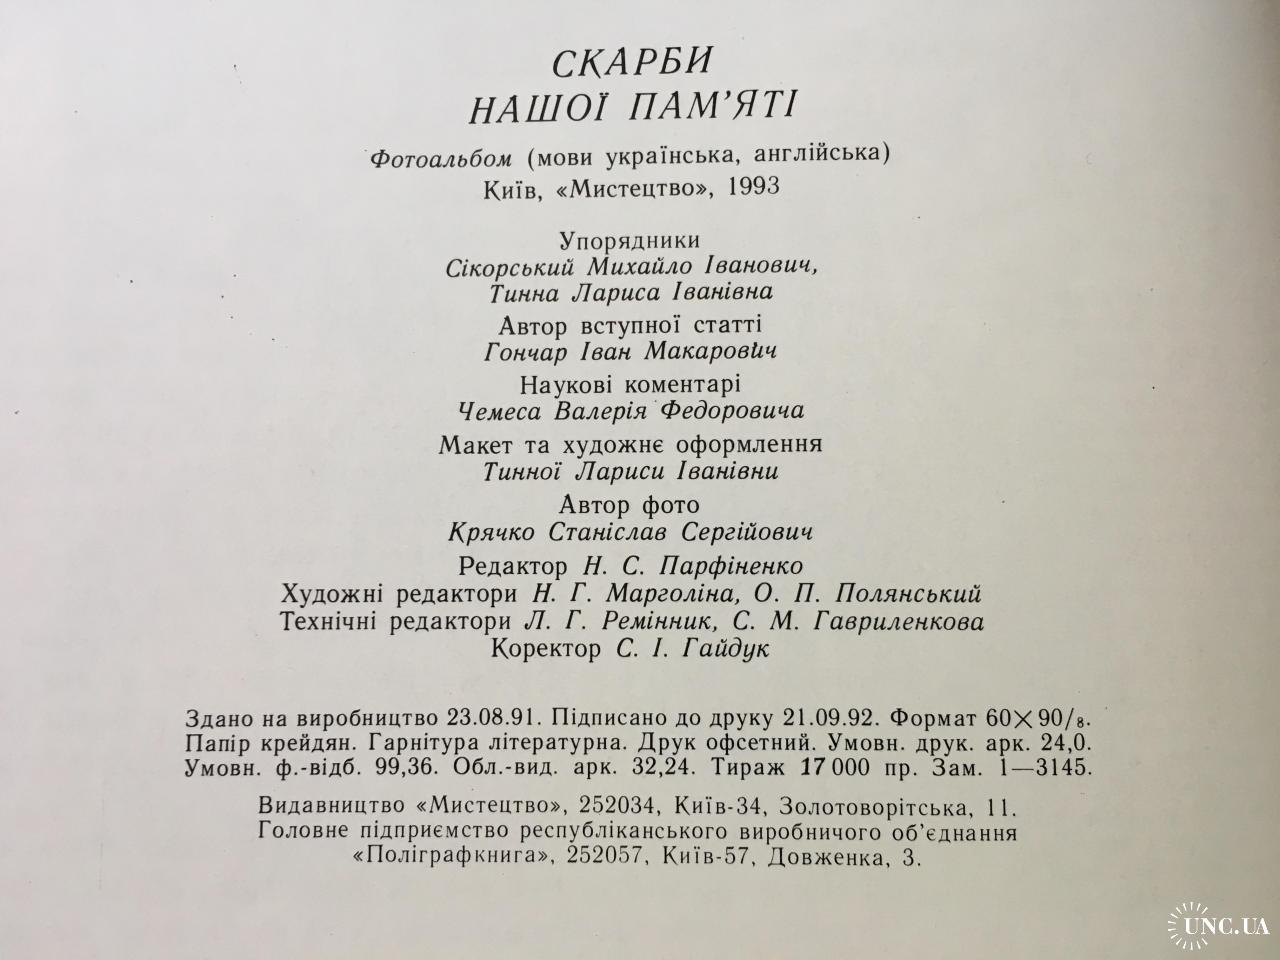 СКАРБИ
НАШОЇ ПАМ'ЯТІ
Фотоальбом (мови українська, англійська)
Київ, «Мистецтво», 1993
Упорядники
Сікорський Михайло Іванович,
Тинна Лариса Іванівна
Автор вступної статті
Гончар Іван Макарович
Наукові коментарі
Чемеса Валерія Федоровича
Макет та художнє оформлення
Тинної Лариси Іванівни
Автор фото
Крячко Станіслав Сергійович
Редактор Н. С. Парфіненко
Художні редактори Н. Г. Марголіна, О. П. Полянський
Технічні редактори Л. Г. Ремінник, С. М. Гавриленкова
Коректор С. І. Гайдук
Здано на виробництво 23.08.91. Підписано до друку 21.09.92. Формат 60×90/8.
Папір крейдян. Гарнітура літературна. Друк офсетний. Умовн. друк. арк. 24,0.
Умовн. ф.-відб. 99,36. Обл.-вид. арк. 32,24. Тираж 17 000 пр. Зам. 1—3145.
Видавництво «Мистецтво», 252034, Київ-34, Золотоворітська, 11.
Головне підприємство республіканського виробничого об'єднання
«Поліграфкнига», 252057, Київ-57, Довженка, 3.
UNC.UA